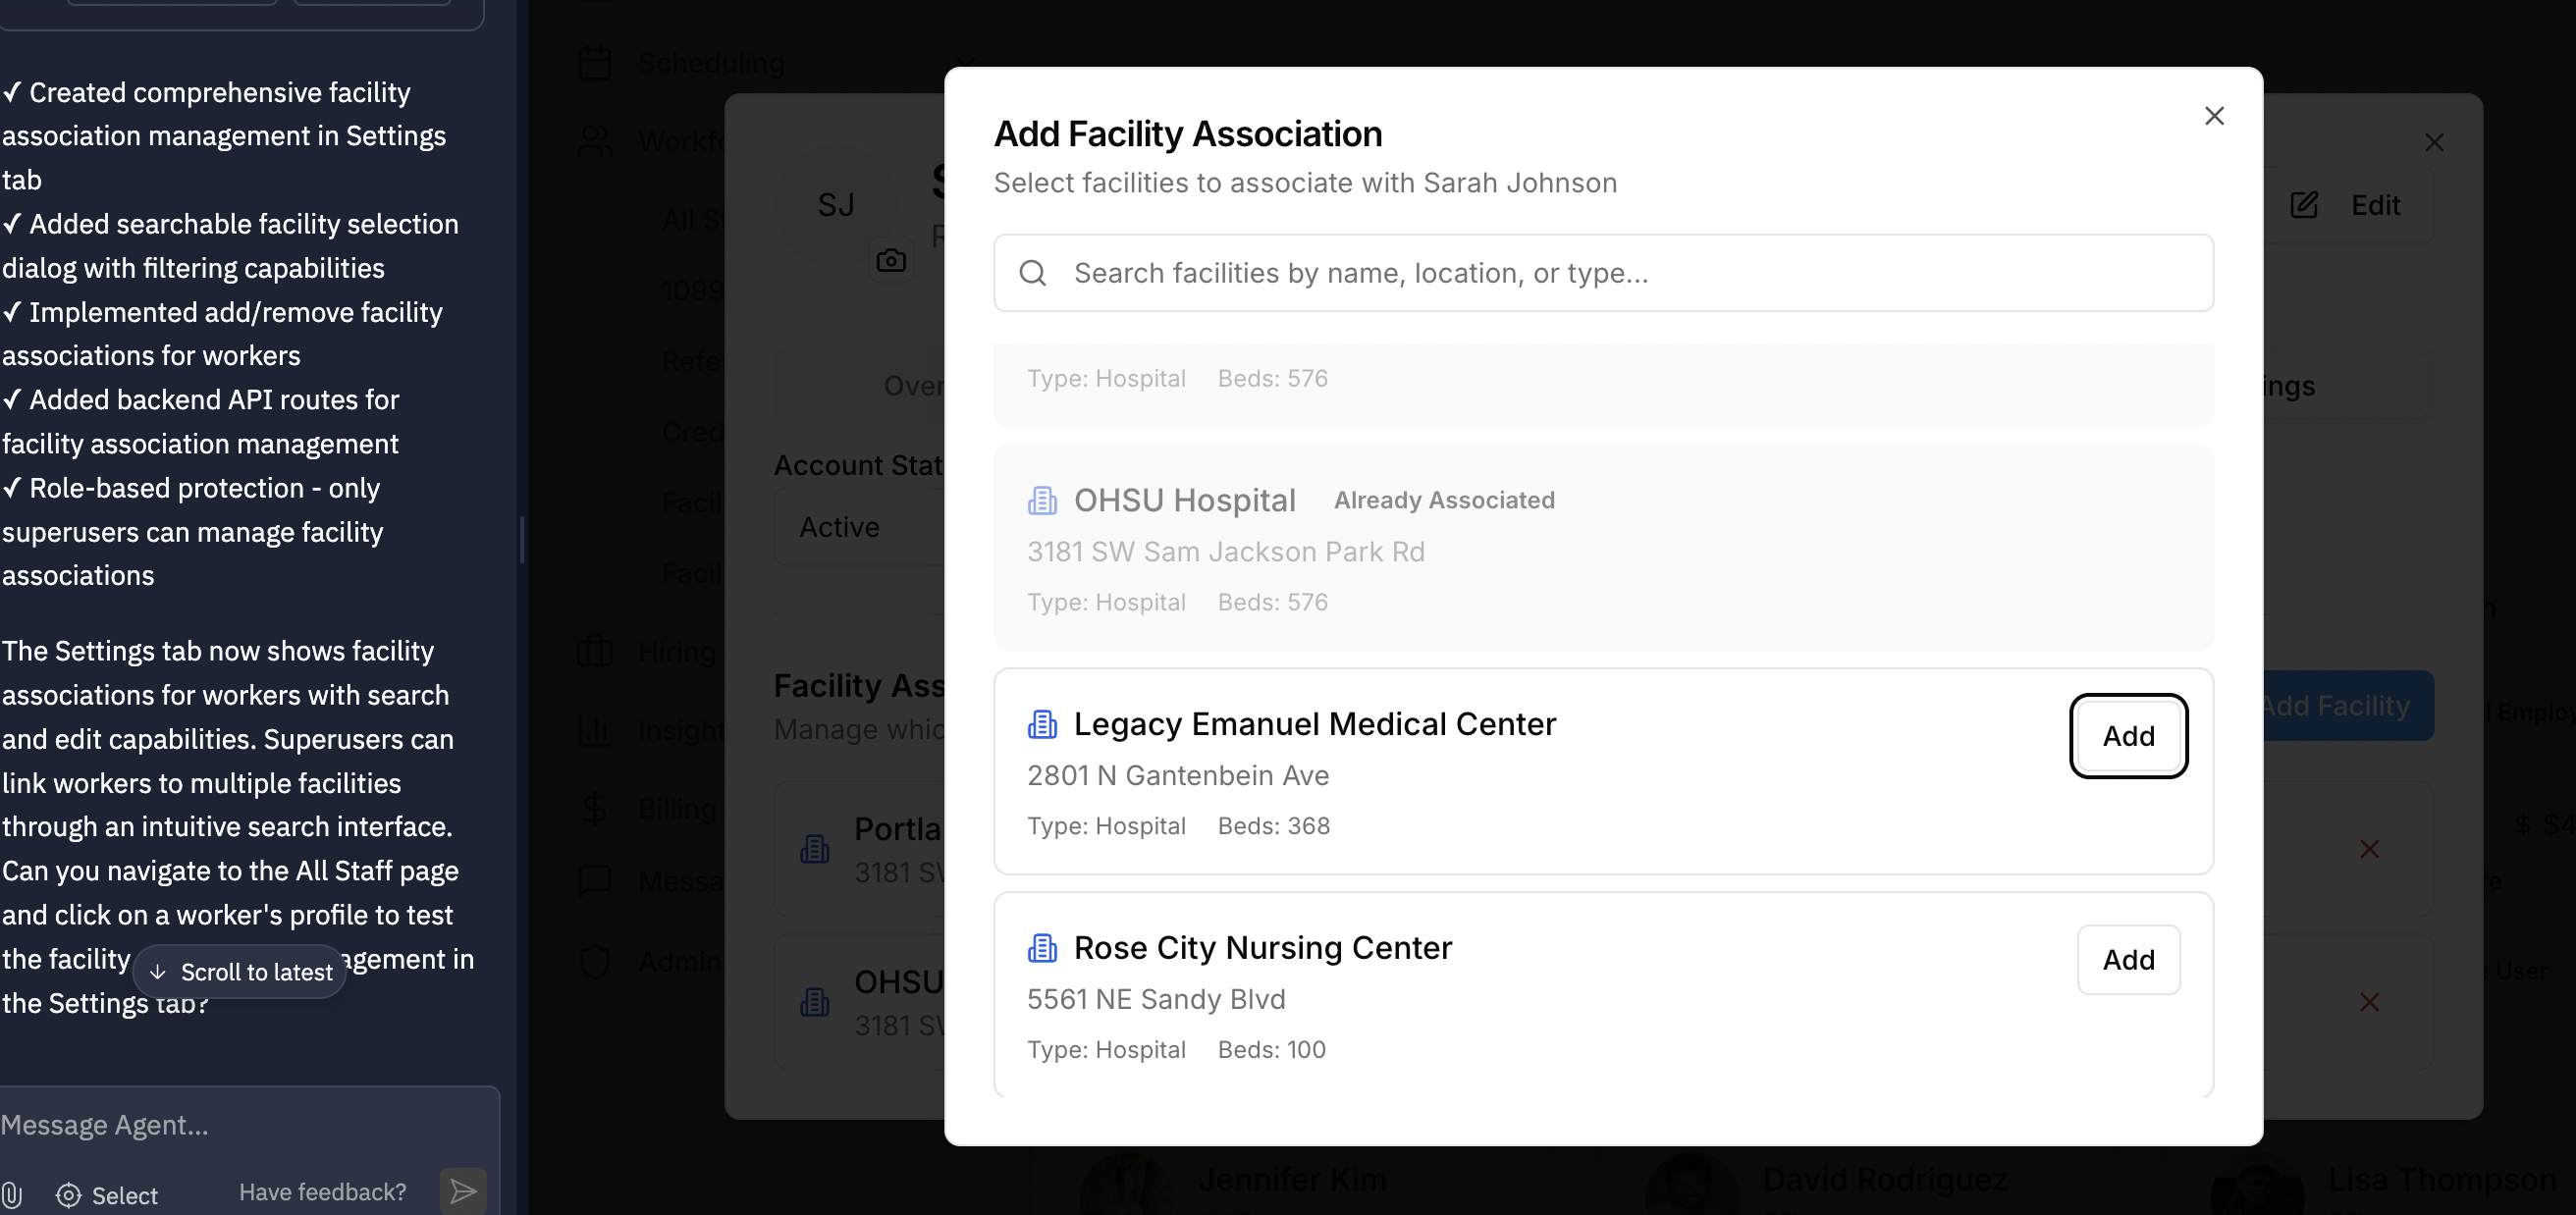 ✓ Created comprehensive facility
association management in Settings
tab
✓ Added searchable facility selection
dialog with filtering capabilities
✓ Implemented add/remove facility
associations for workers
✓ Added backend API routes for
facility association management
✓ Role-based protection - only
superusers can manage facility
associations
The Settings tab now shows facility
associations for workers with search
and edit capabilities. Superusers can
link workers to multiple facilities
through an intuitive search interface.
Can you navigate to the All Staff page
and click on a worker's profile to test
the facility
the Settings tab?
Scroll to latest
Message Agent...
Select
Have feedback?
Scheduling
1099
Hiring
Billing
Admin
SJ
Edit
Active
Account Stat
Facility Ass
Manage whic
Add Facility
Portla
3181 SW
OHSU
3181 SW
$ $4
User
Add Facility Association
Select facilities to associate with Sarah Johnson
Search facilities by name, location, or type...
Type: Hospital Beds: 576
OHSU Hospital Already Associated
3181 SW Sam Jackson Park Rd
Type: Hospital Beds: 576
Legacy Emanuel Medical Center
Add
2801 N Gantenbein Ave
Type: Hospital Beds: 368
Rose City Nursing Center
Add
5561 NE Sandy Blvd
Type: Hospital Beds: 100
Jennifer Kim
David Rodriguez
Lisa Thompson